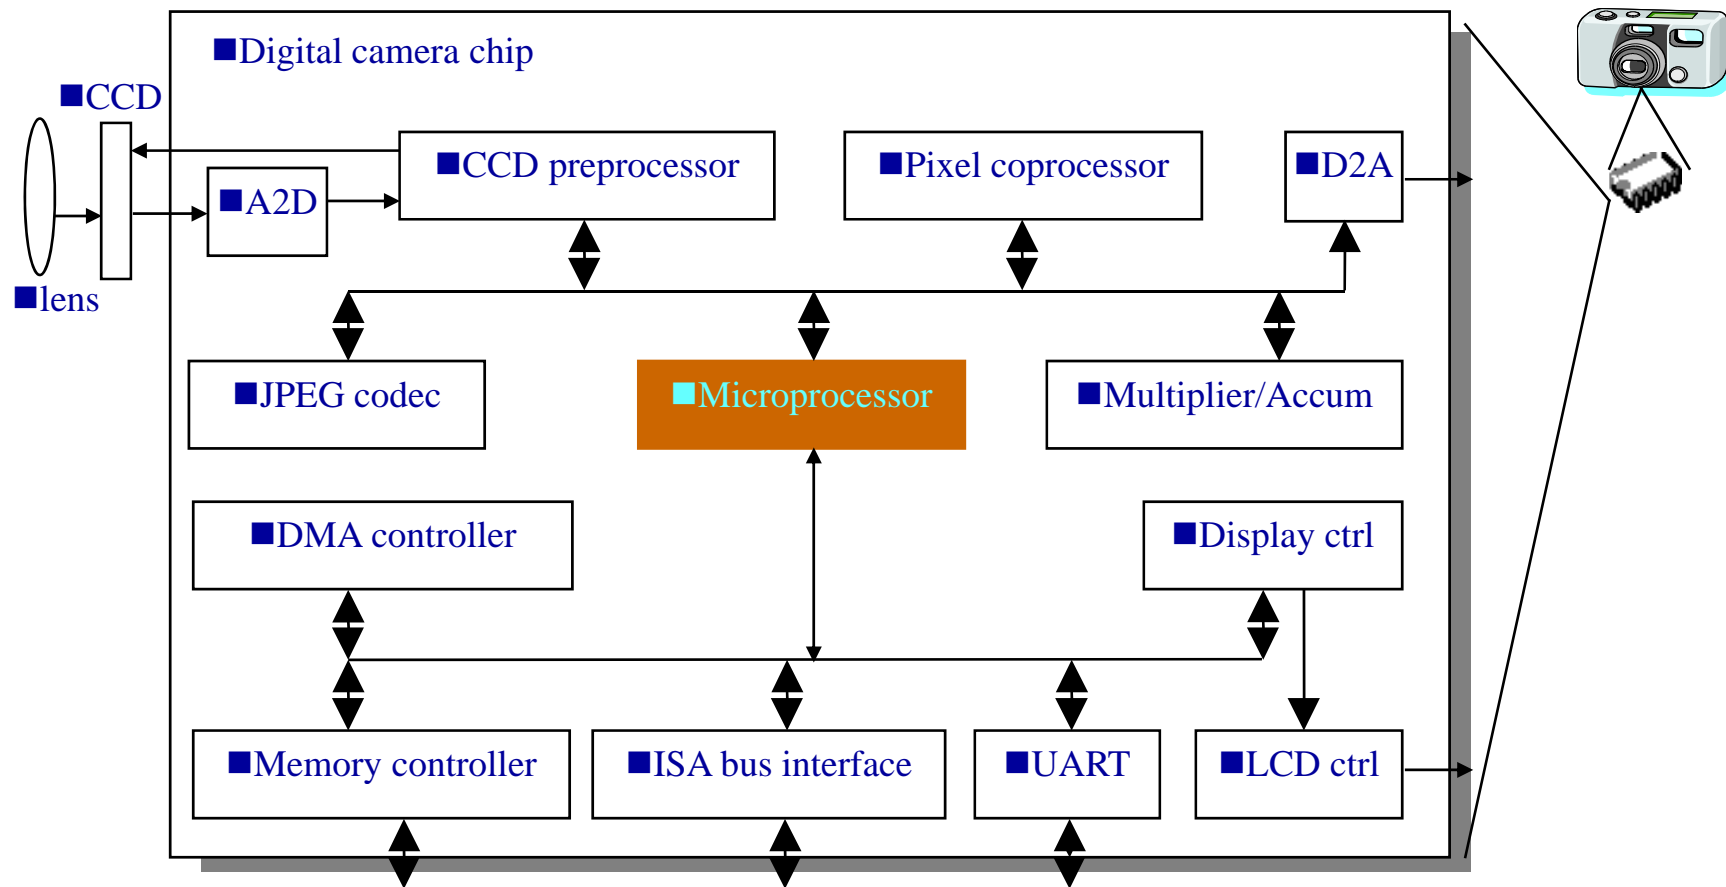 ■Digital camera chip
■CCD
■CCD preprocessor
■Pixel coprocessor
■D2A
■A2D
■lens
■JPEG codec
■Microprocessor
■Multiplier/Accum
■DMA controller
■Display ctrl
■Memory controller
■ISA bus interface
■UART
■LCD ctrl